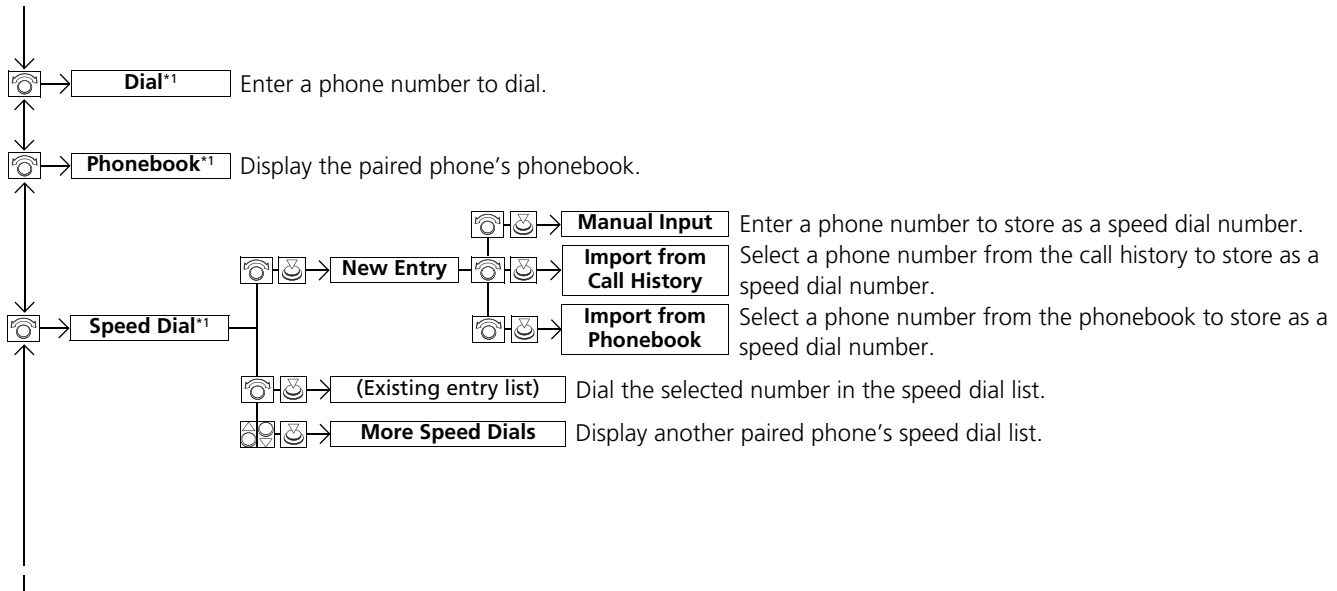 Dial*1 Enter a phone number to dial.
Phonebook*1 Display the paired phone’s phonebook.
Manual Input Enter a phone number to store as a speed dial number.
New Entry
Import from
Call History
Select a phone number from the call history to store as a
speed dial number.
Speed Dial*1
Import from
Phonebook
Select a phone number from the phonebook to store as a
speed dial number.
(Existing entry list) Dial the selected number in the speed dial list.
More Speed Dials Display another paired phone’s speed dial list.